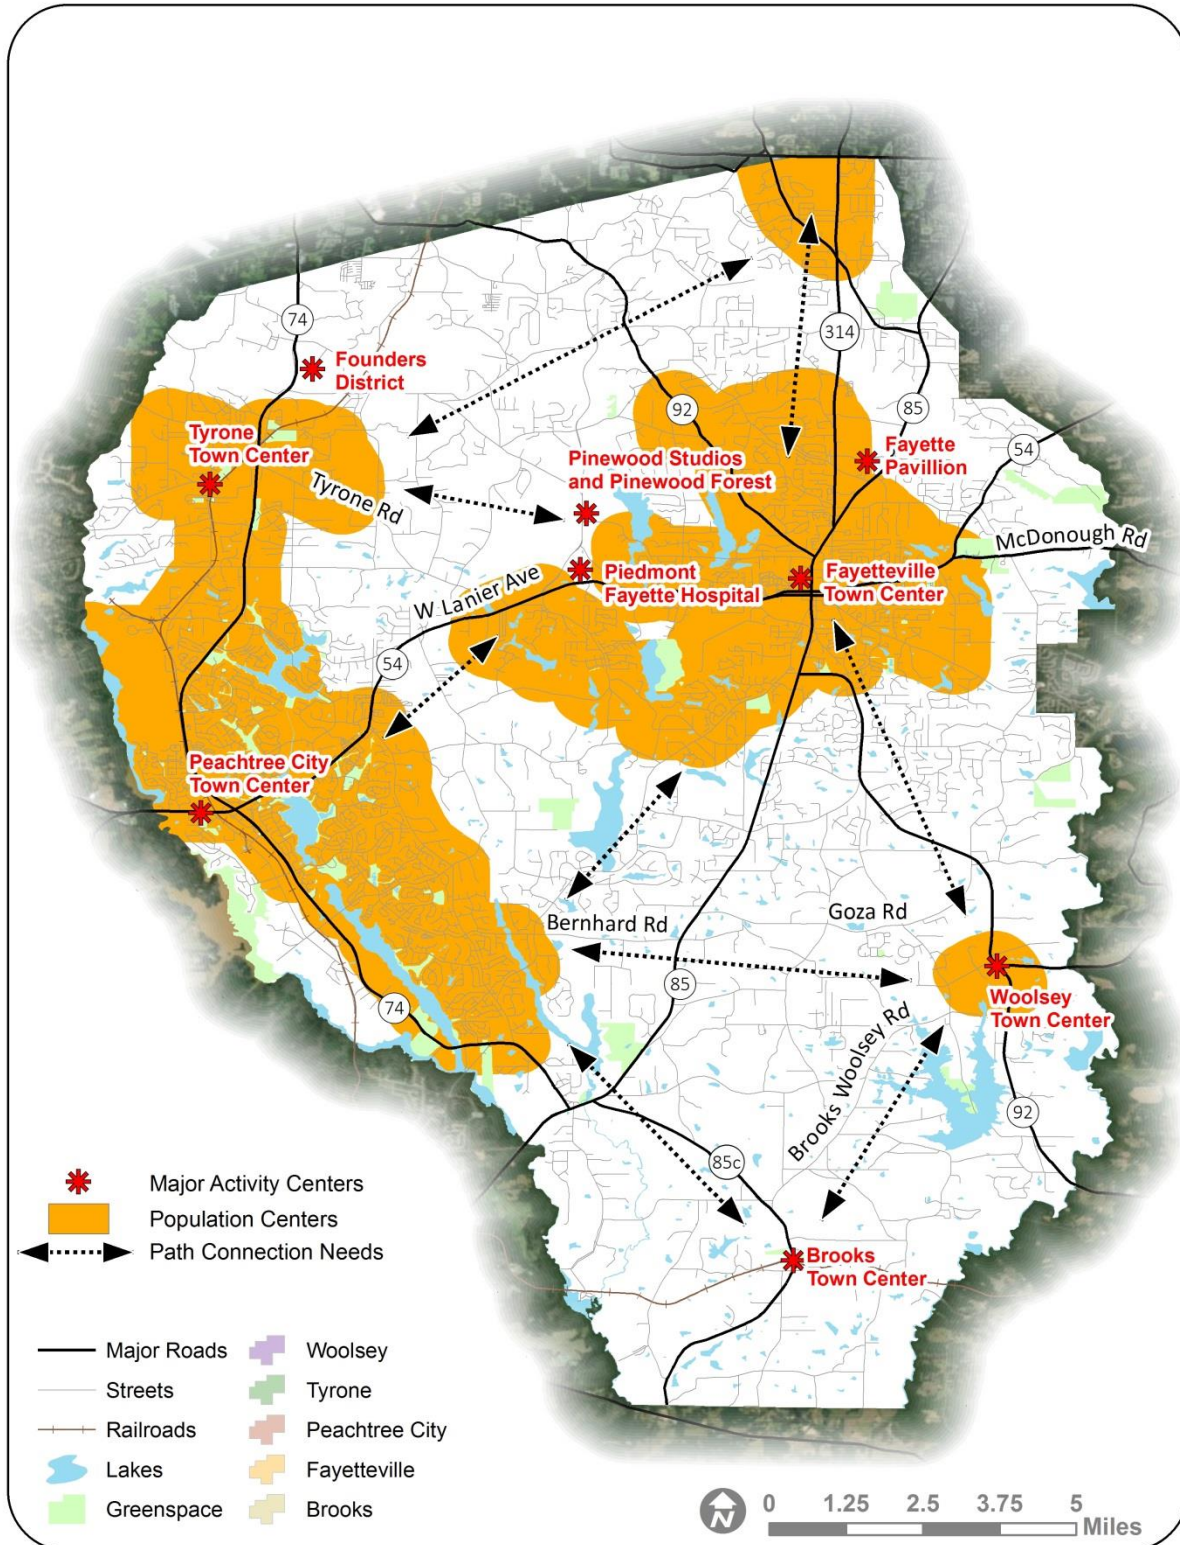 74
314
Founders
District
92
85
Tyrone
Town Center
Fayette
Pavillion
54
Pinewood Studios
and Pinewood Forest
Tyrone Rd
McDonough Rd
W Lanier Ave
Piedmont
Fayette Hospital
Fayetteville
Town Center
54
Peachtree City
Town Center
Goza Rd
Bernhard Rd
85
Woolsey
Town Center
74
Brooks Woolsey Rd
92
85c
Brooks
Town Center
Major Activity Centers
Population Centers
Path Connection Needs
Major Roads
Streets
Railroads
Lakes
Greenspace
Woolsey
Tyrone
Peachtree City
Fayetteville
Brooks
N
0 1.25 2.5 3.75 5
Miles